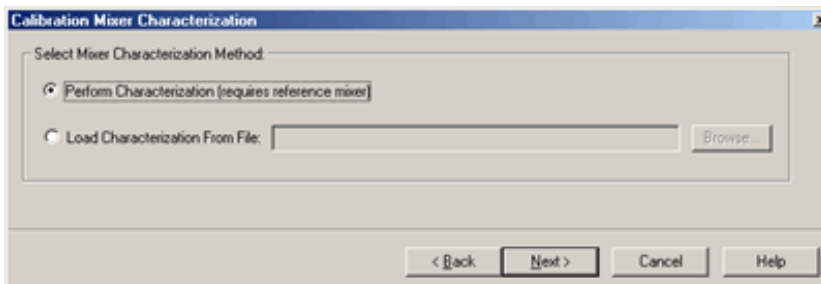 Calibration Mixer Characterization
Select Mixer Characterization Method:
Perform Characterization (requires reference mixer)
Load Characterization From File:
Browse...
< Back
Next >
Cancel
Help